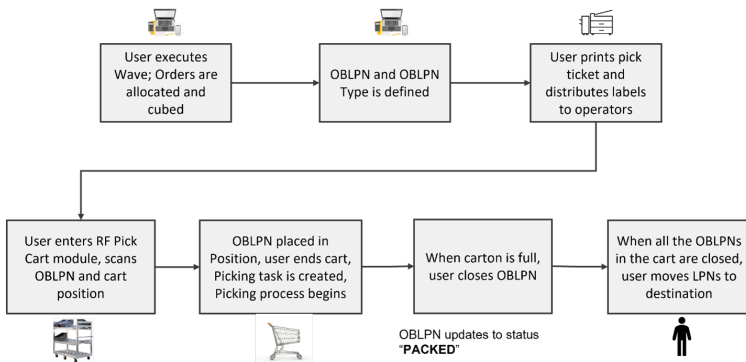 User executes
Wave; Orders are
allocated and
cubed
OBLPN and OBLPN
Type is defined
User prints pick
ticket and
distributes labels
to operators
User enters RF Pick
Cart module, scans
OBLPN and cart
position
OBLPN placed in
Position, user ends cart,
Picking task is created,
Picking process begins
When carton is full,
user closes OBLPN
When all the OBLPNs
in the cart are closed,
user moves LPNs to
destination
OBLPN updates to status
"PACKED"